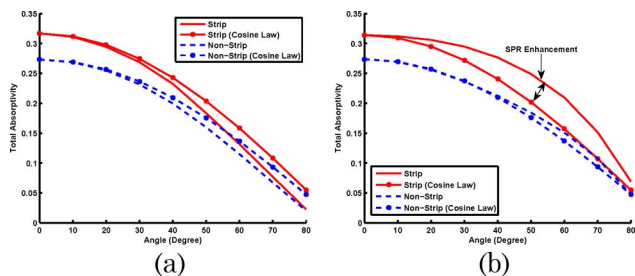 0.35
0.3
0.25
0.2
0.15
0.1
0.05
0
Total Absorptivity
0 10 20 30 40 50 60 70 80
Angle (Degree)
Strip
Strip (Cosine Law)
Non−Strip
Non−Strip (Cosine Law)
(a)
0.35
0.3
0.25
0.2
0.15
0.1
0.05
0
Total Absorptivity
0 10 20 30 40 50 60 70 80
Angle (Degree)
SPR Enhancement
Strip
Strip (Cosine Law)
Non−Strip
Non−Strip (Cosine Law)
(b)